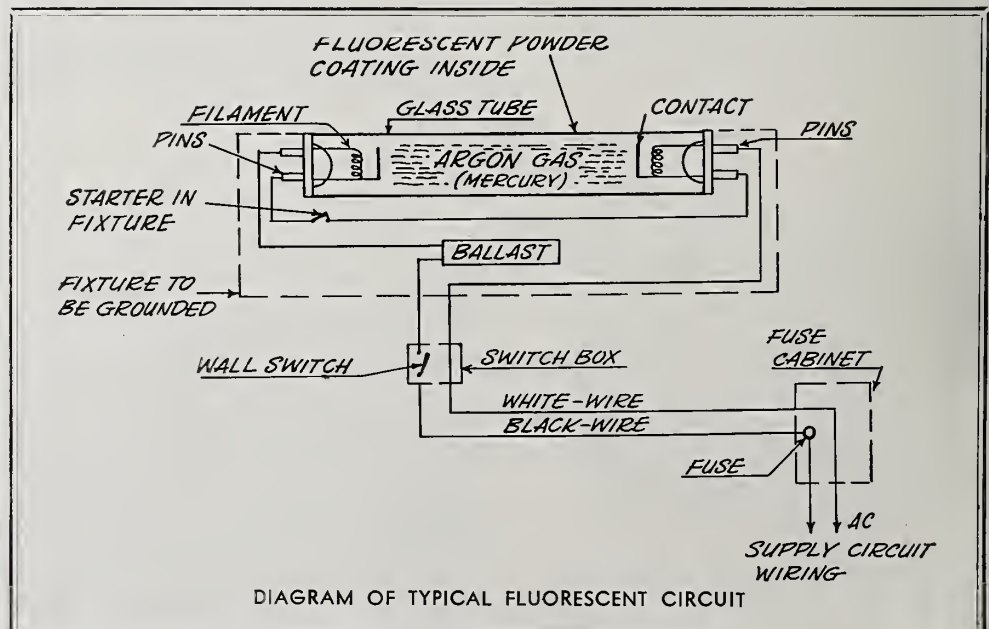 FLUORESCENT POWDER
COATING INSIDE
GLASS TUBE
CONTACT
FILAMENT
PINS
PINS
ARGON GAS
(MERCURY)
STARTER IN
FIXTURE
BALLAST
FIXTURE TO
BE GROUNDED
FUSE
CABINET
WALL SWITCH
SWITCH BOX
WHITE-WIRE
BLACK-WIRE
FUSE
AC
SUPPLY CIRCUIT
WIRING
DIAGRAM OF TYPICAL FLUORESCENT CIRCUIT